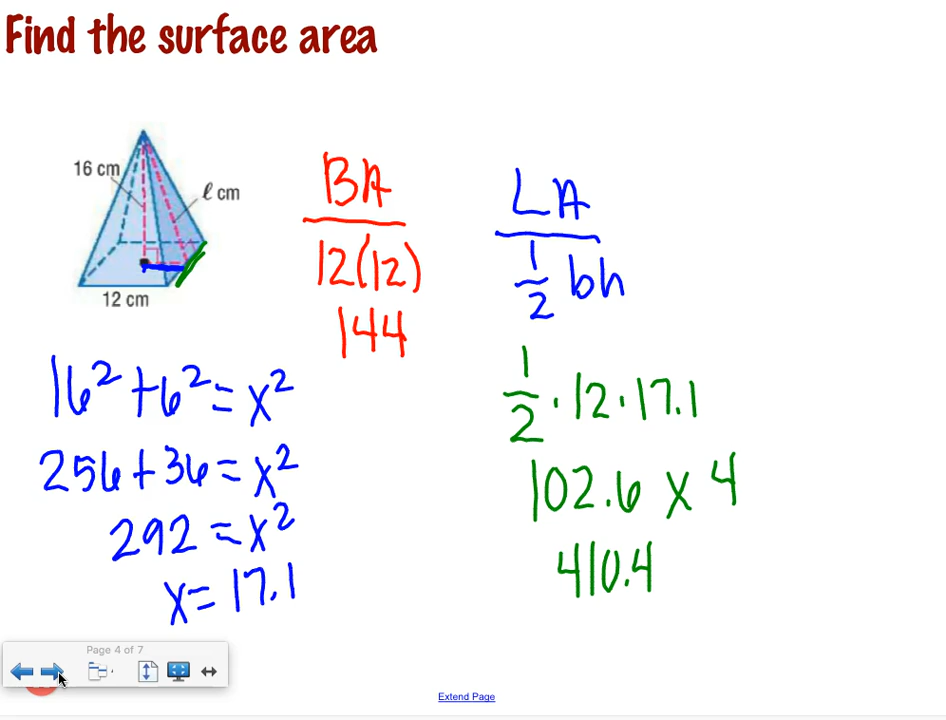 Find the surface area
16 cm
ℓ cm
12 cm
BA
12(12)
144
LA
1/2 bh
16² + 6² = x²
256 + 36 = x²
292 = x²
x = 17.1
1/2 · 12 · 17.1
102.6 x 4
410.4
Page 4 of 7
Extend Page